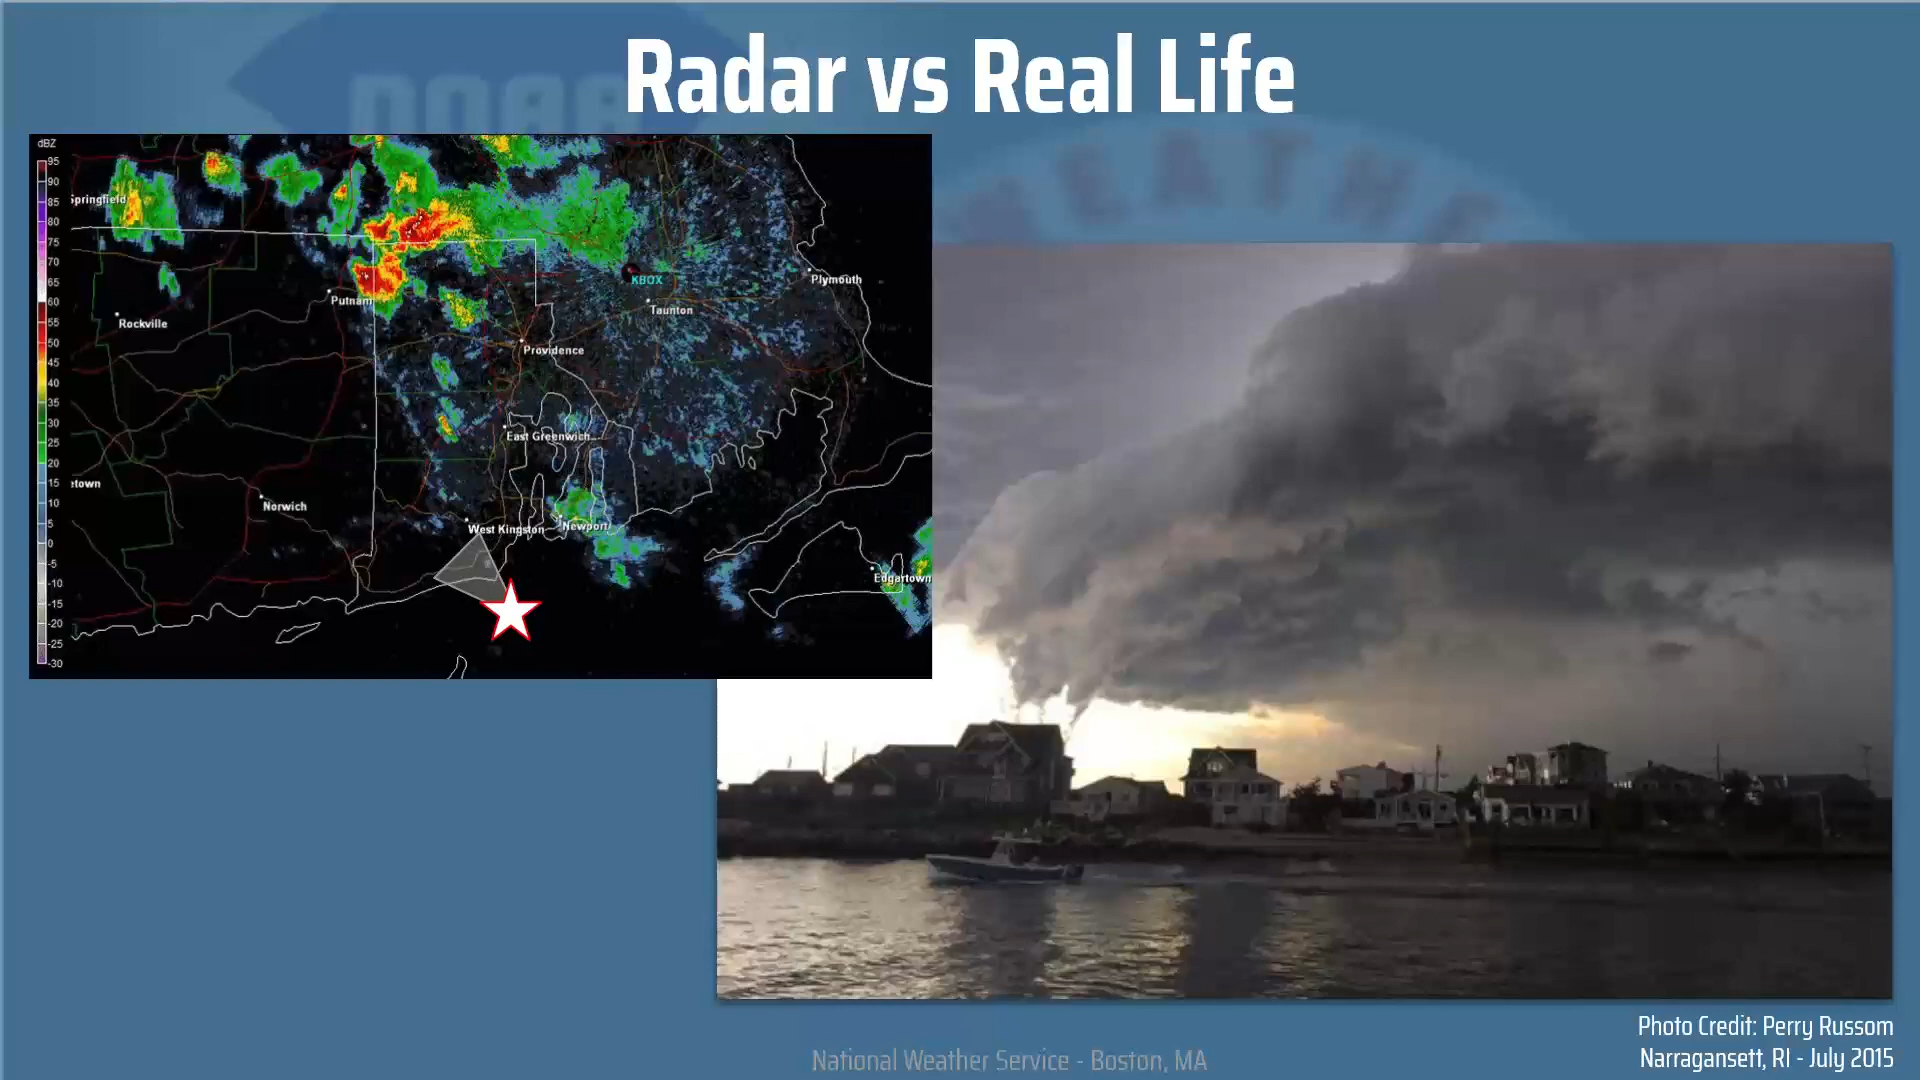 Radar vs Real Life
noaa
WEATHE
dBZ
95
90
85
80
75
70
65
60
55
50
45
40
35
30
25
20
15
10
5
0
-5
-10
-15
-20
-25
-30
Springfield
KBOX
Plymouth
Putnam
Taunton
Rockville
Providence
East Greenwich
etown
Norwich
West Kingston
Newport
Edgartown
Photo Credit: Perry Russom
Narragansett, RI - July 2015
National Weather Service - Boston, MA